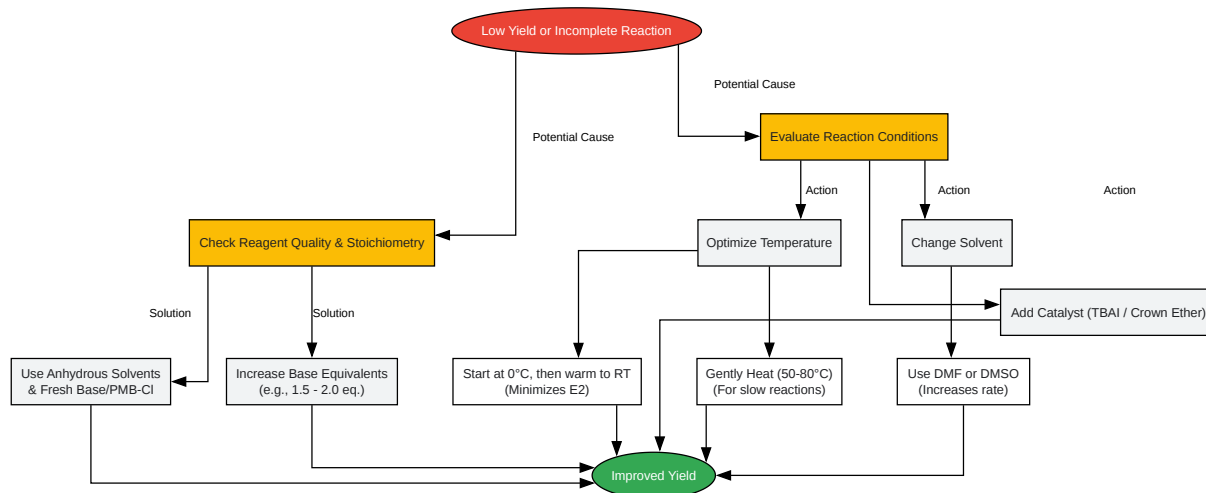 Low Yield or Incomplete Reaction
Potential Cause
Potential Cause
Evaluate Reaction Conditions
Action
Action
Action
Check Reagent Quality & Stoichiometry
Optimize Temperature
Change Solvent
Solution
Solution
Add Catalyst (TBAI / Crown Ether)
Use Anhydrous Solvents
& Fresh Base/PMB-Cl
Increase Base Equivalents
(e.g., 1.5 - 2.0 eq.)
Start at 0°C, then warm to RT
(Minimizes E2)
Gently Heat (50-80°C)
(For slow reactions)
Use DMF or DMSO
(Increases rate)
Improved Yield